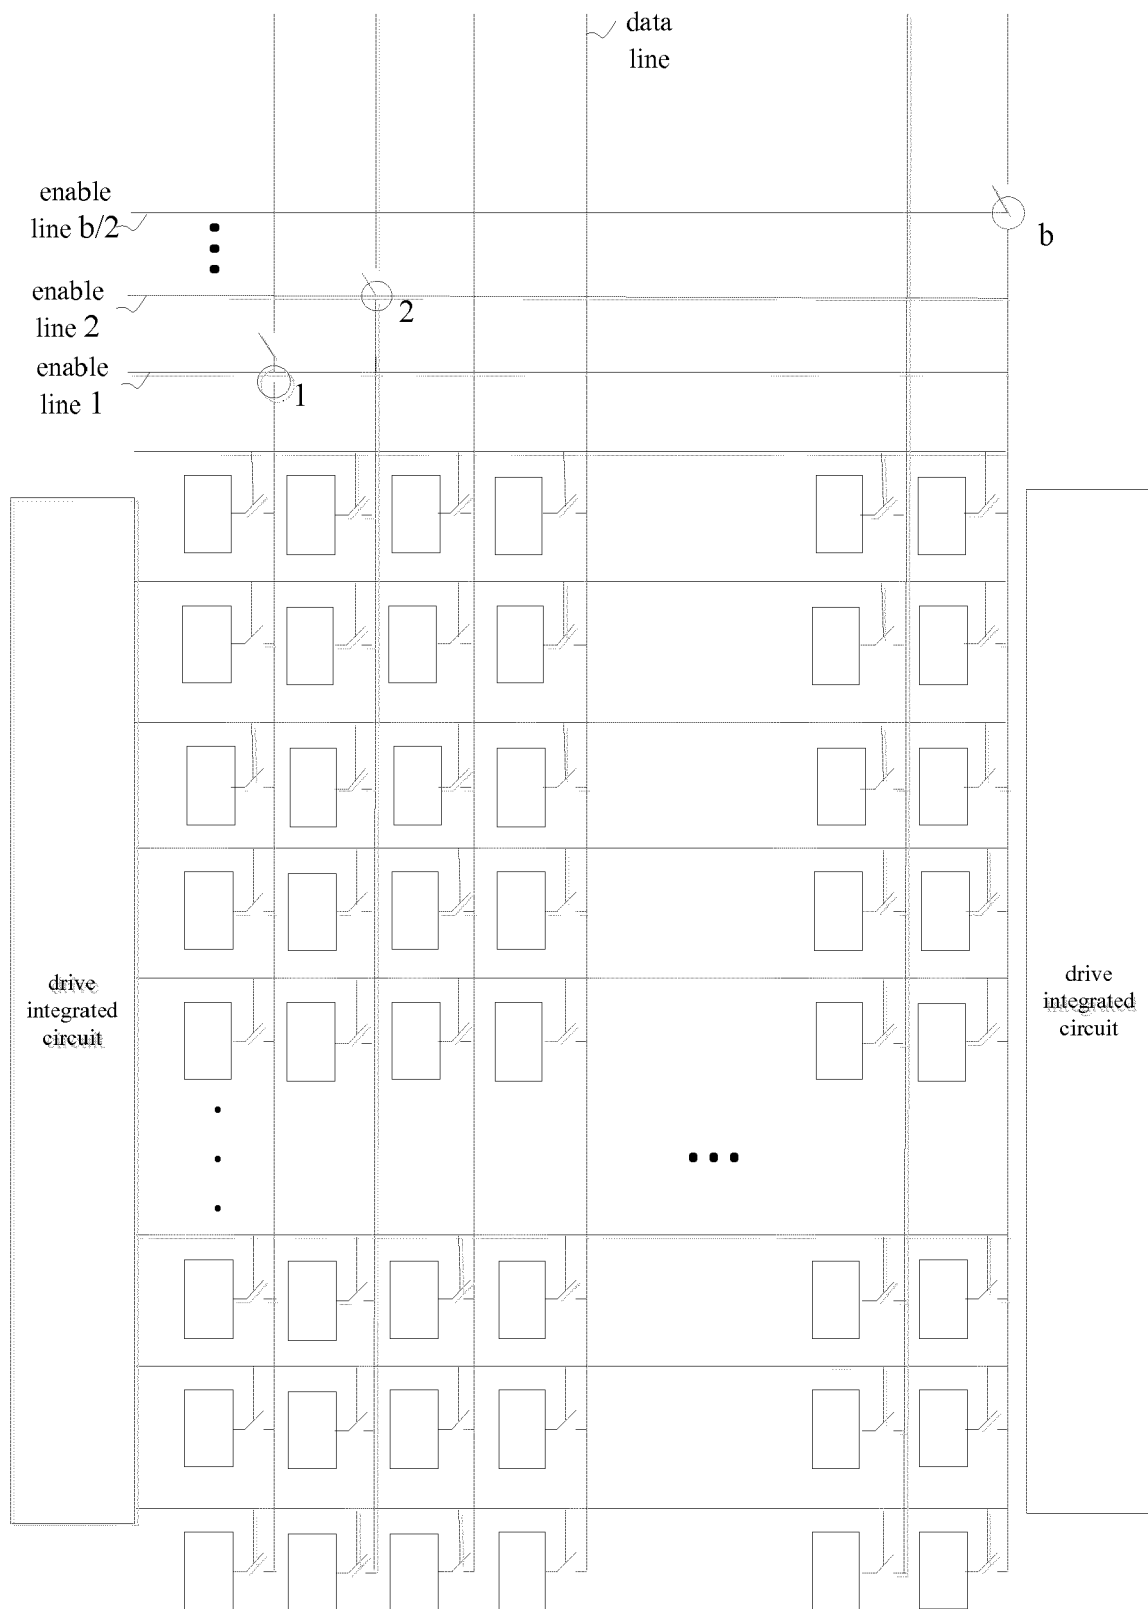 data
line
enable
line b/2
b
enable
line 2
2
enable
line 1
1
drive
integrated
circuit
drive
integrated
circuit